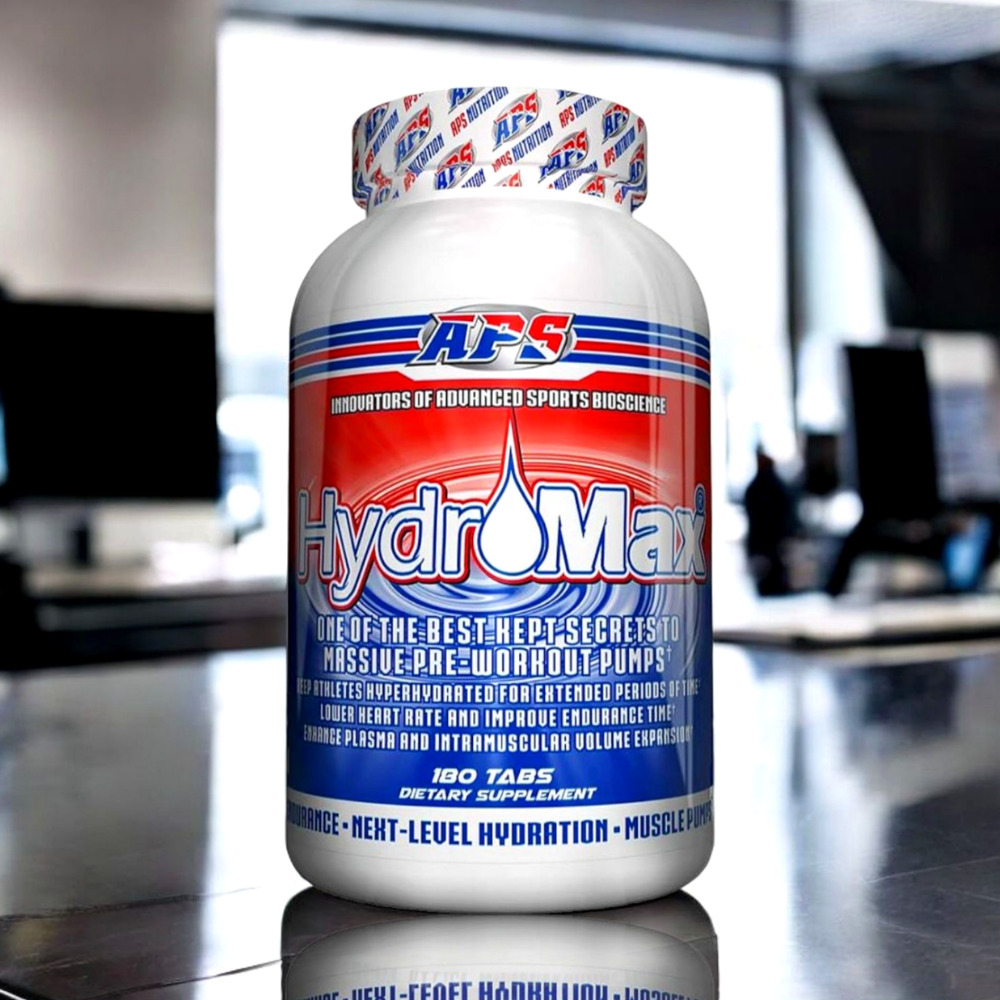 APS NUTRITION
APS
INNOVATORS OF ADVANCED SPORTS BIOSCIENCE
HydroMax®
ONE OF THE BEST KEPT SECRETS TO
MASSIVE PRE-WORKOUT PUMPS†
KEEP ATHLETES HYPERHYDRATED FOR EXTENDED PERIODS OF TIME†
LOWER HEART RATE AND IMPROVE ENDURANCE TIME†
ENHANCE PLASMA AND INTRAMUSCULAR VOLUME EXPANSION†
180 TABS
DIETARY SUPPLEMENT
• NEXT-LEVEL HYDRATION • MUSCLE PUMPS